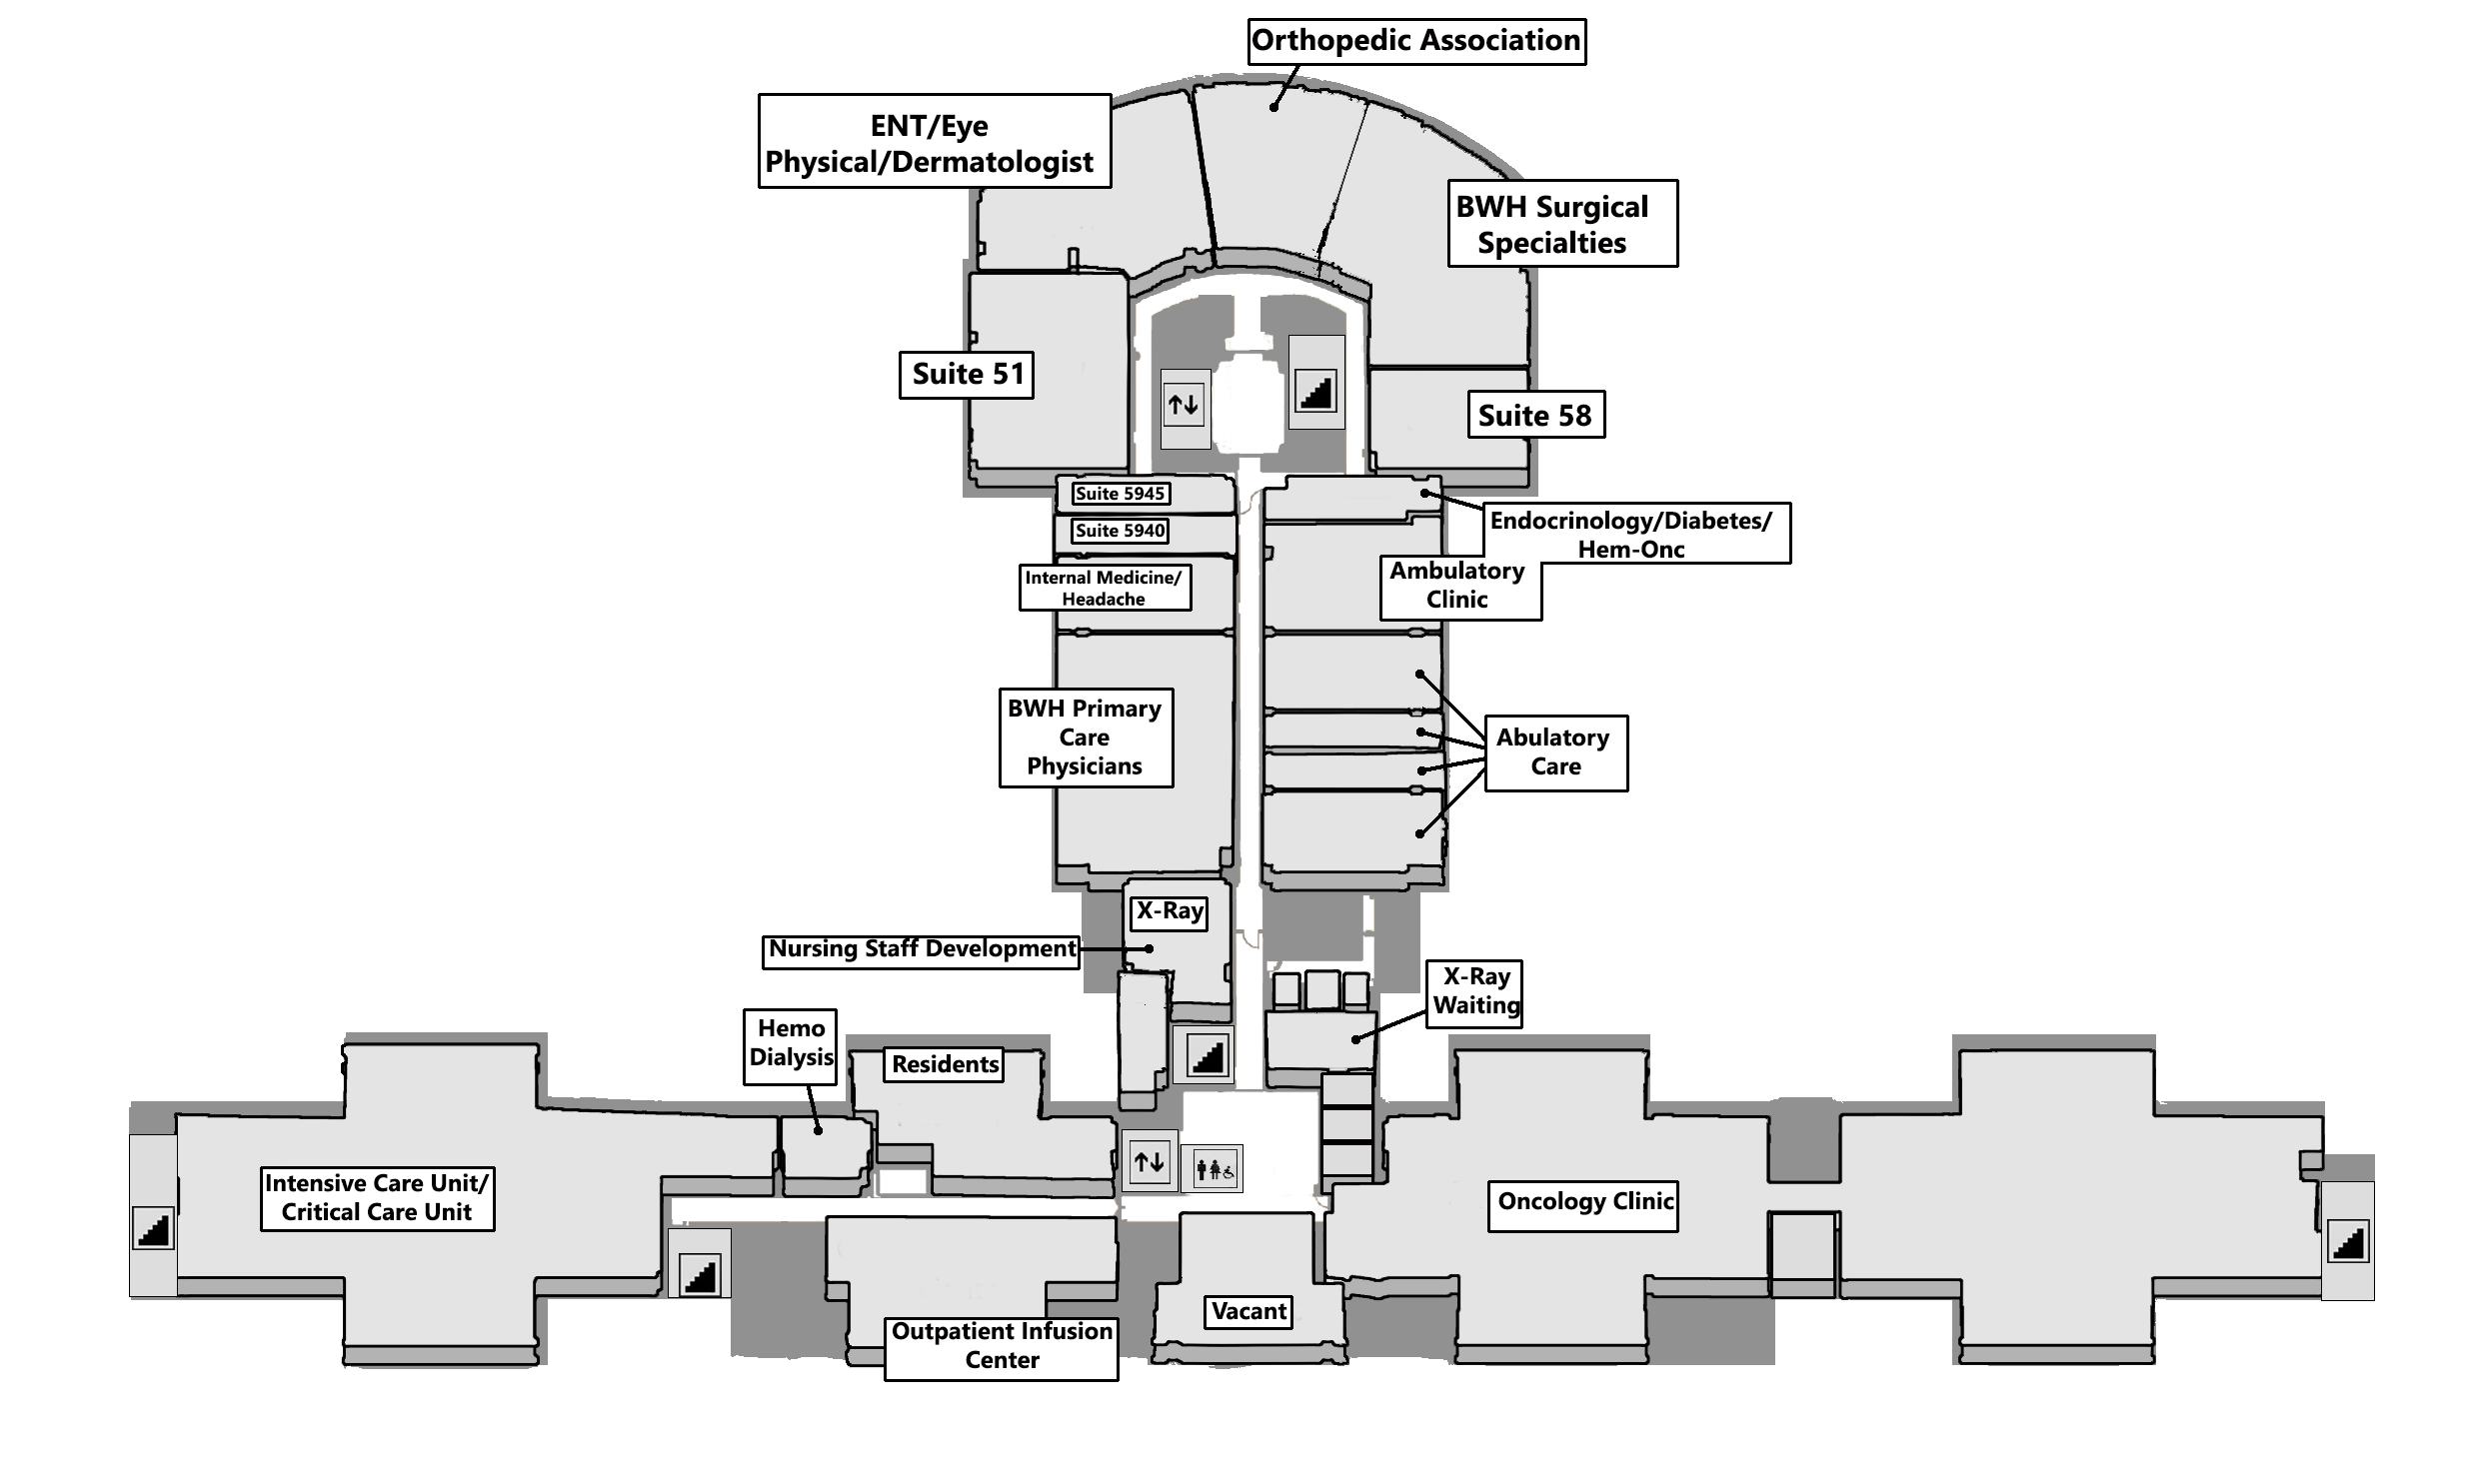 Orthopedic Association
ENT/Eye
Physical/Dermatologist
BWH Surgical
Specialties
Suite 51
Suite 58
Suite 5945
Suite 5940
Endocrinology/Diabetes/
Hem-Onc
Internal Medicine/
Headache
Ambulatory
Clinic
BWH Primary
Care
Physicians
Abulatory
Care
X-Ray
Nursing Staff Development
X-Ray
Waiting
Hemo
Dialysis
Residents
Intensive Care Unit/
Critical Care Unit
Oncology Clinic
Vacant
Outpatient Infusion
Center